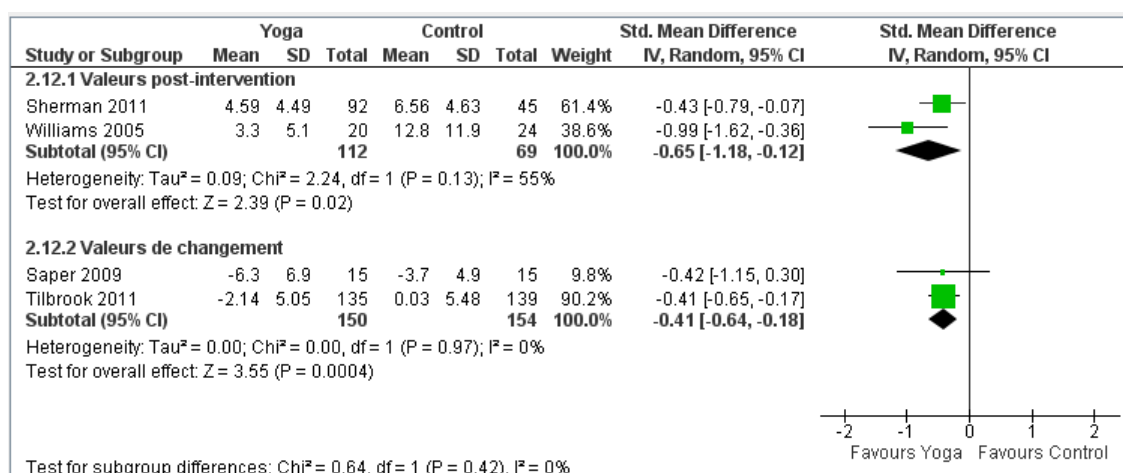 Yoga Control Std. Mean Difference Std. Mean Difference
Study or Subgroup Mean SD Total Mean SD Total Weight IV, Random, 95% CI IV, Random, 95% CI
2.12.1 Valeurs post-intervention
Sherman 2011 4.59 4.49 92 6.56 4.63 45 61.4% -0.43 [-0.79, -0.07]
Williams 2005 3.3 5.1 20 12.8 11.9 24 38.6% -0.99 [-1.62, -0.36]
Subtotal (95% CI) 112 69 100.0% -0.65 [-1.18, -0.12]
Heterogeneity: Tau² = 0.09; Chi² = 2.24, df = 1 (P = 0.13); I² = 55%
Test for overall effect: Z = 2.39 (P = 0.02)
2.12.2 Valeurs de changement
Saper 2009 -6.3 6.9 15 -3.7 4.9 15 9.8% -0.42 [-1.15, 0.30]
Tilbrook 2011 -2.14 5.05 135 0.03 5.48 139 90.2% -0.41 [-0.65, -0.17]
Subtotal (95% CI) 150 154 100.0% -0.41 [-0.64, -0.18]
Heterogeneity: Tau² = 0.00; Chi² = 0.00, df = 1 (P = 0.97); I² = 0%
Test for overall effect: Z = 3.55 (P = 0.0004)
-2 -1 0 1 2
Favours Yoga Favours Control
Test for subgroup differences: Chi² = 0.64, df = 1 (P = 0.42), I² = 0%